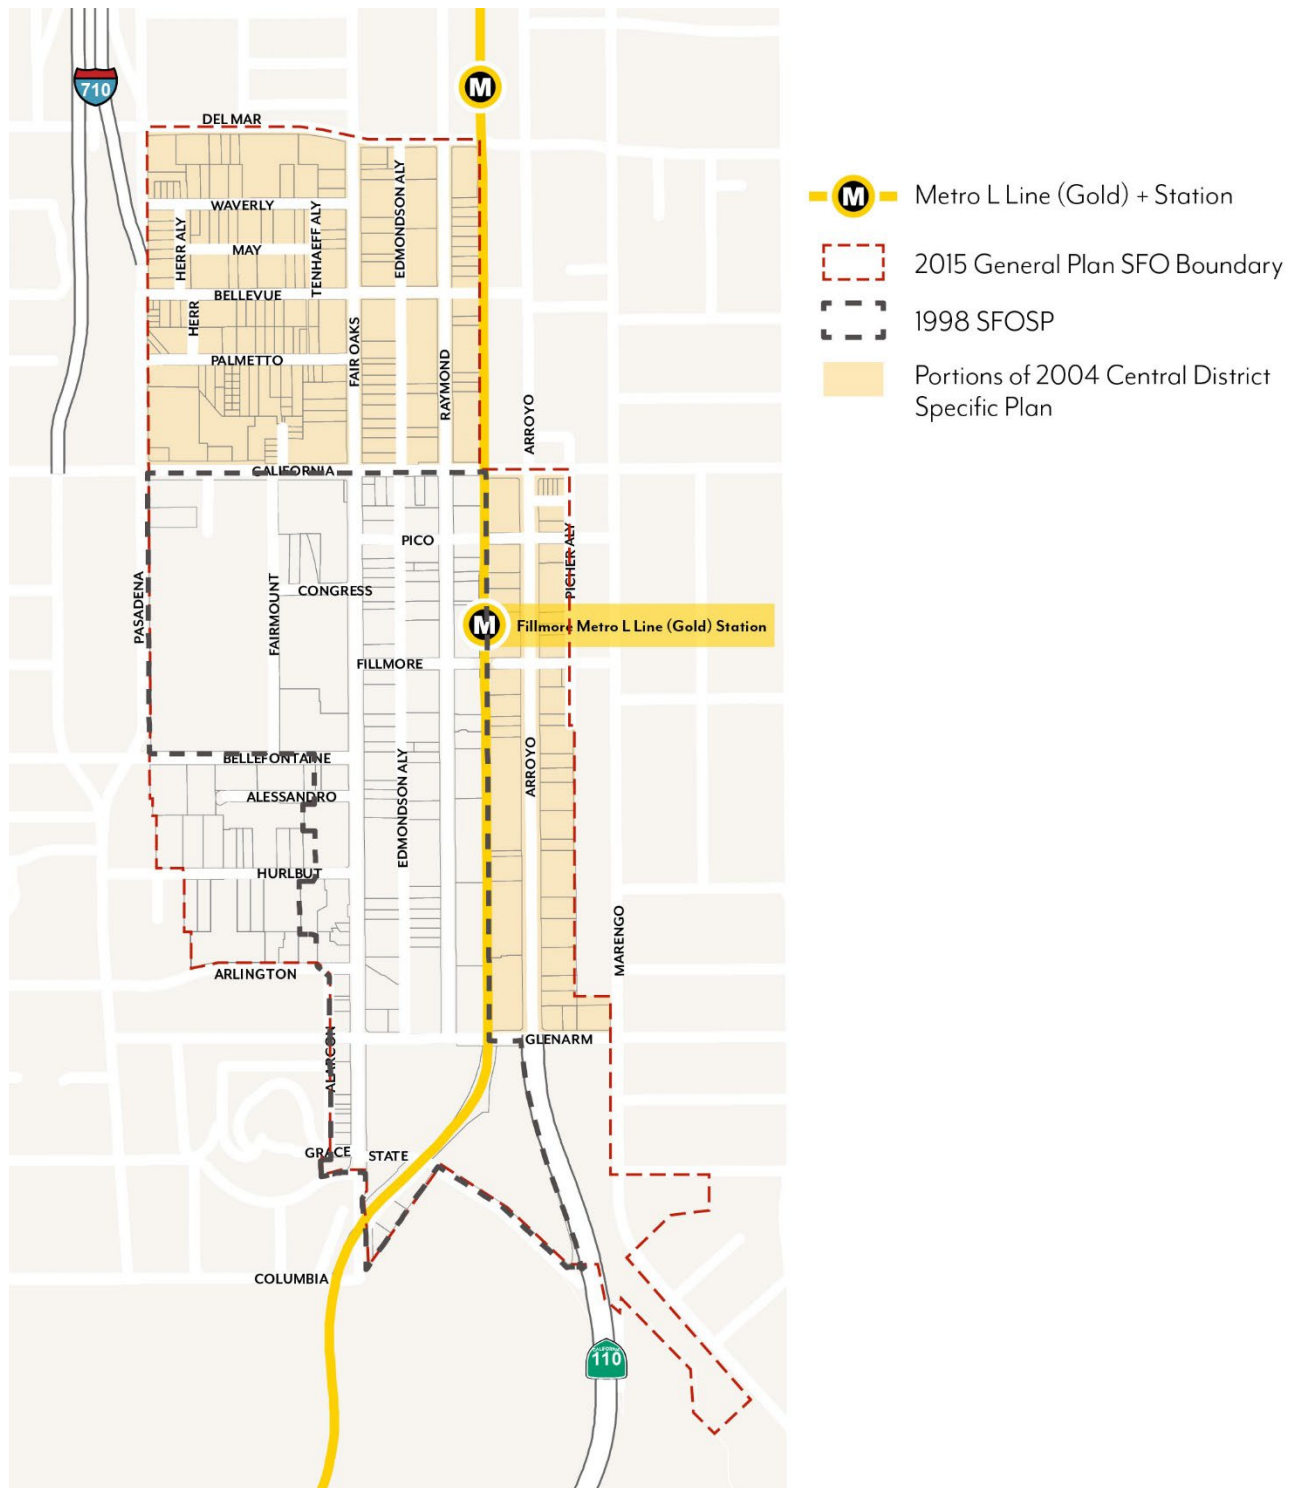 710
M
DEL MAR
WAVERLY
HERR ALY
MAY
TENHAEFF ALY
EDMONDSON ALY
BELLEVUE
HERR
PALMETTO
FAIR OAKS
RAYMOND
ARROYO
CALIFORNIA
PICO
PICHER ALY
PASADENA
FAIRMOUNT
CONGRESS
M
Fillmore Metro L Line (Gold) Station
FILLMORE
BELLEFONTAINE
ALESSANDRO
EDMONDSON ALY
ARROYO
HURLBUT
ARLINGTON
MARENGO
ALARCON
GLENARM
GRACE
STATE
COLUMBIA
CALIFORNIA
110
M
Metro L Line (Gold) + Station
2015 General Plan SFO Boundary
1998 SFOSP
Portions of 2004 Central District
Specific Plan